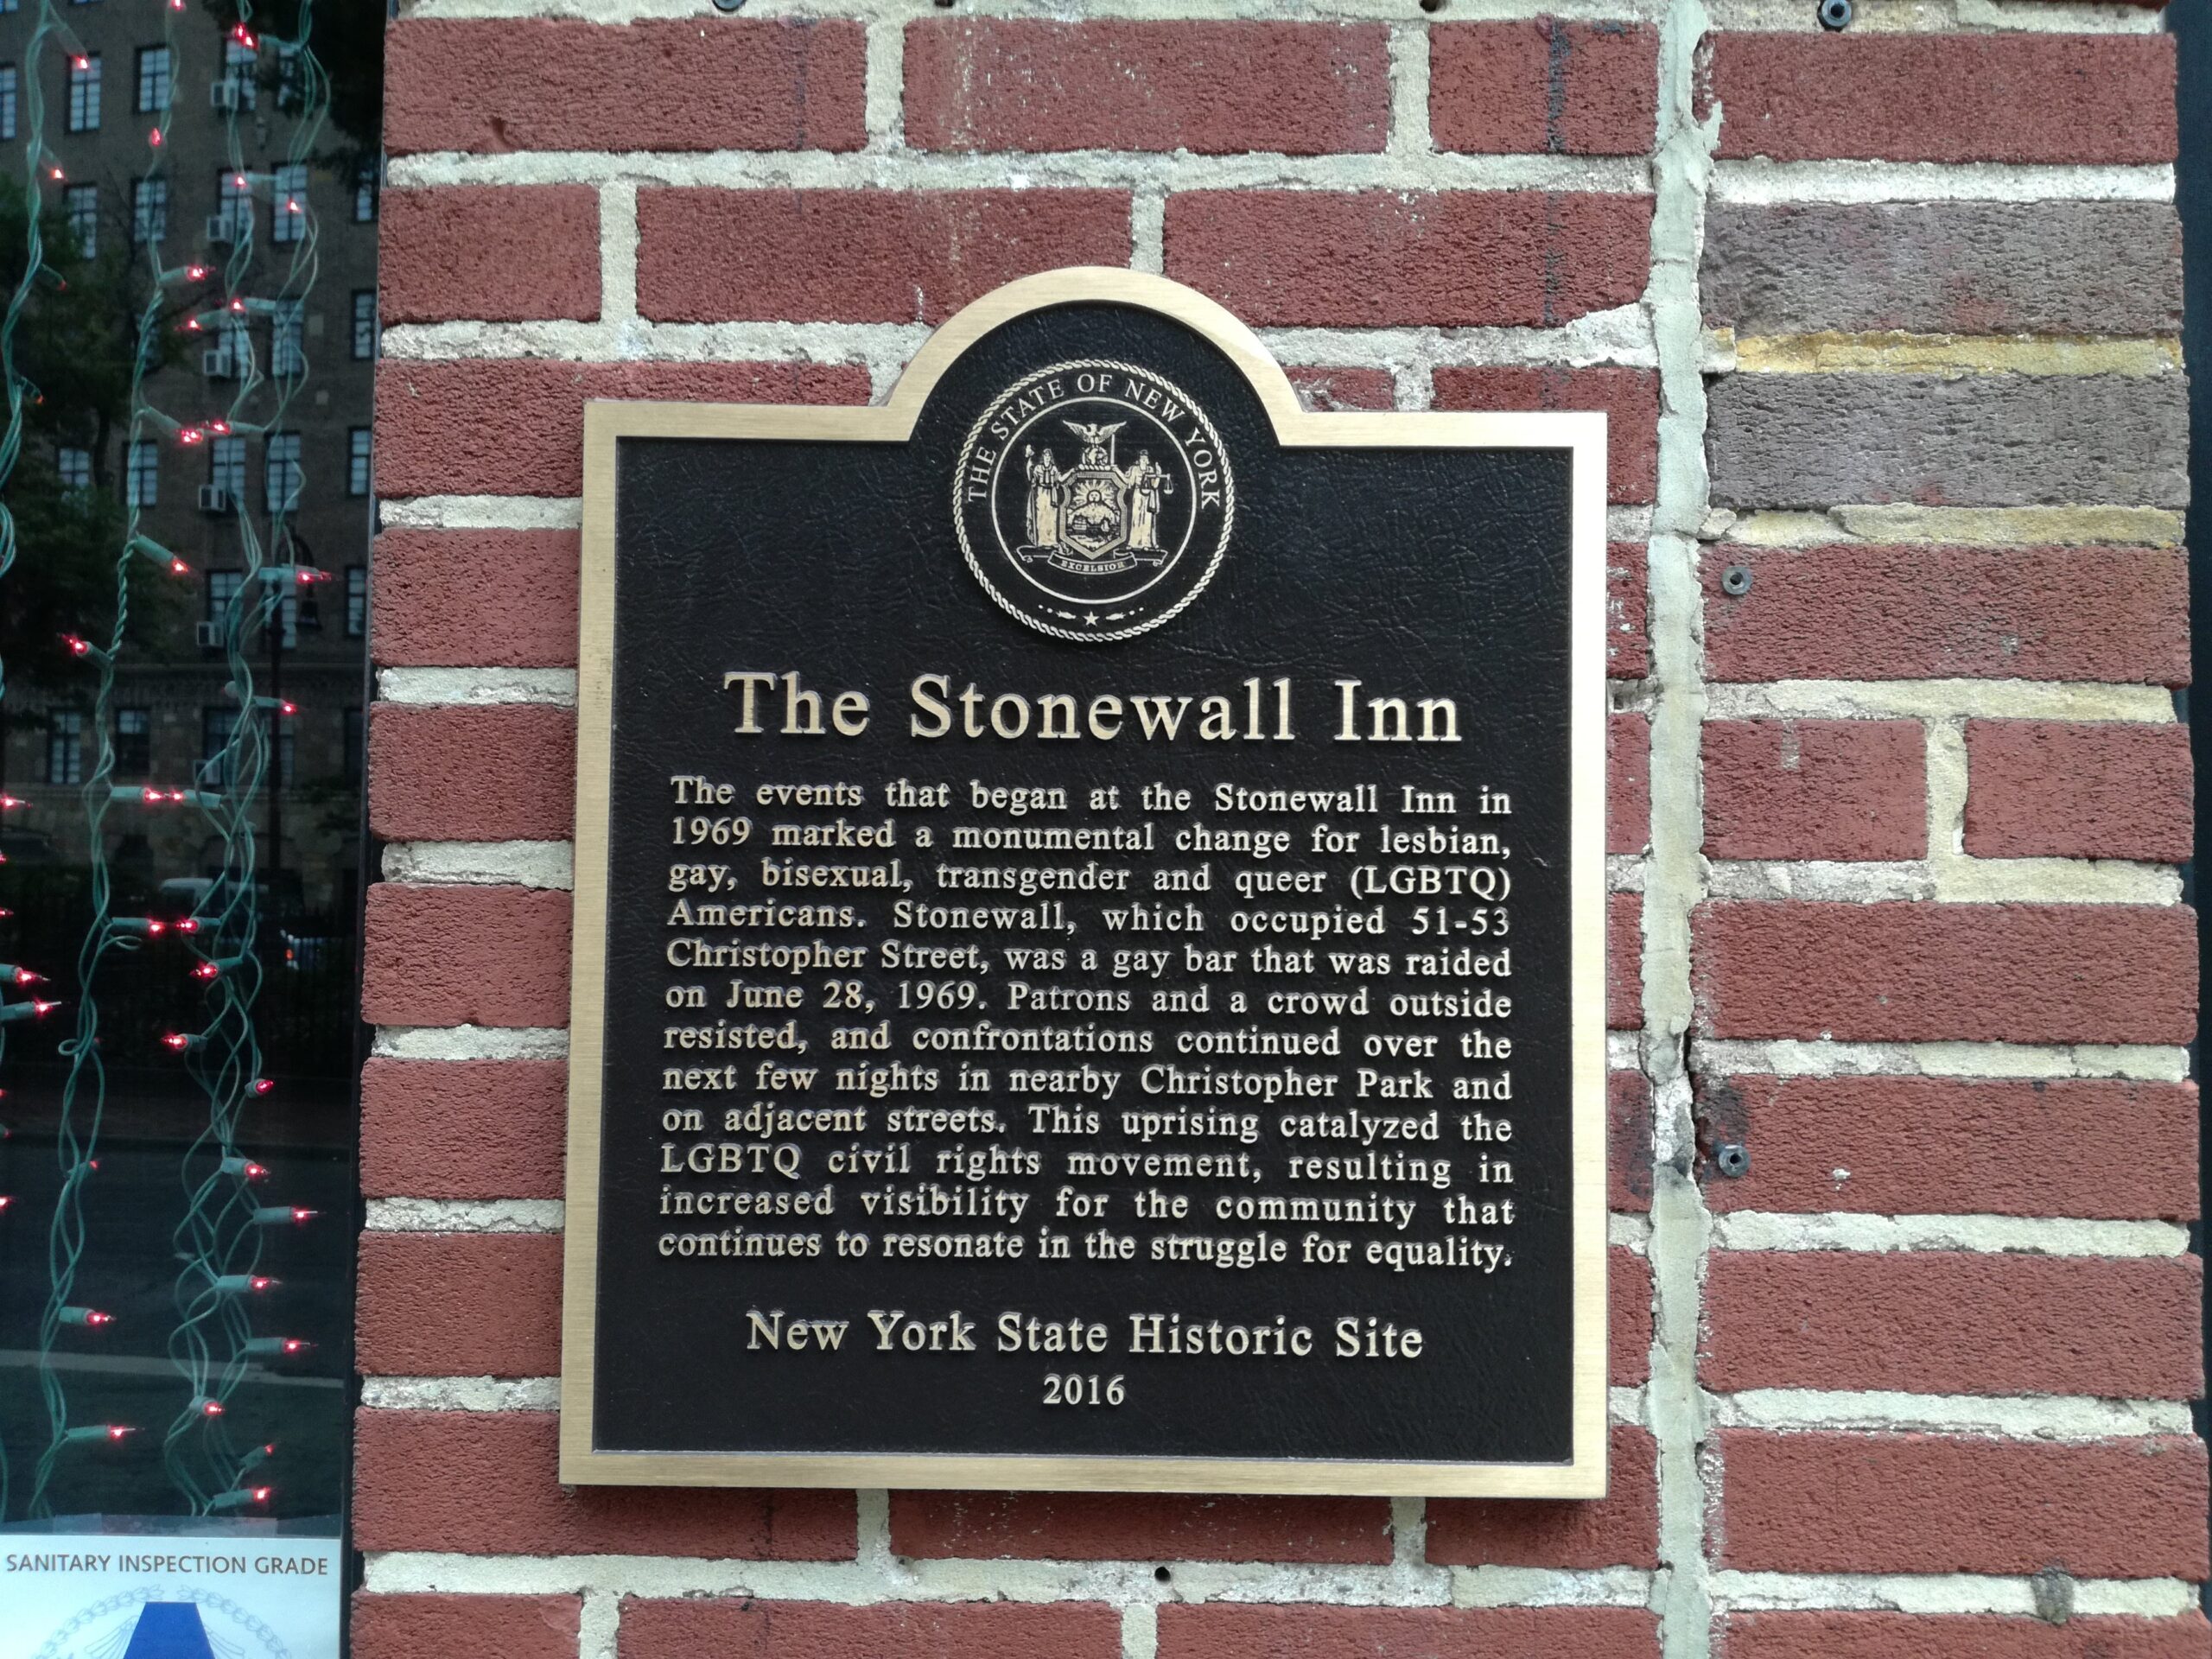 THE STATE OF NEW YORK
EXCELSIOR
The Stonewall Inn
The events that began at the Stonewall Inn in
1969 marked a monumental change for lesbian,
gay, bisexual, transgender and queer (LGBTQ)
Americans. Stonewall, which occupied 51-53
Christopher Street, was a gay bar that was raided
on June 28, 1969. Patrons and a crowd outside
resisted, and confrontations continued over the
next few nights in nearby Christopher Park and
on adjacent streets. This uprising catalyzed the
LGBTQ civil rights movement, resulting in
increased visibility for the community that
continues to resonate in the struggle for equality.
New York State Historic Site
2016
SANITARY INSPECTION GRADE